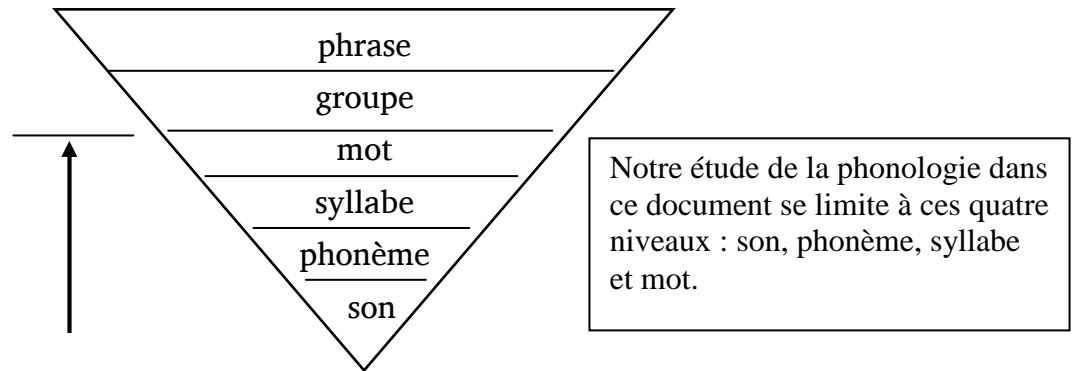 phrase
groupe
mot
syllabe
phonème
son
Notre étude de la phonologie dans
ce document se limite à ces quatre
niveaux : son, phonème, syllabe
et mot.